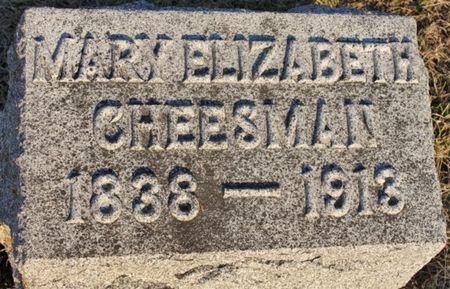 MARY ELIZABETH
CHEESMAN
1838 — 1913